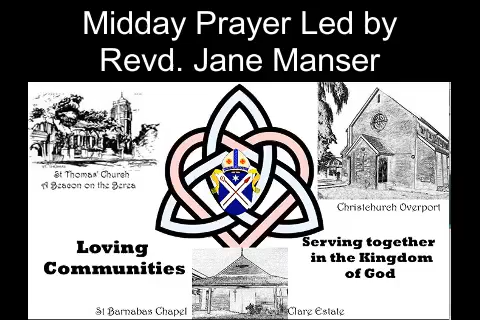 Midday Prayer Led by
Revd. Jane Manser
St Thomas' Church
A Beacon on the Berea
Christchurch Overport
Loving
Communities
Serving together
in the Kingdom
of God
St Barnabas Chapel
Clare Estate